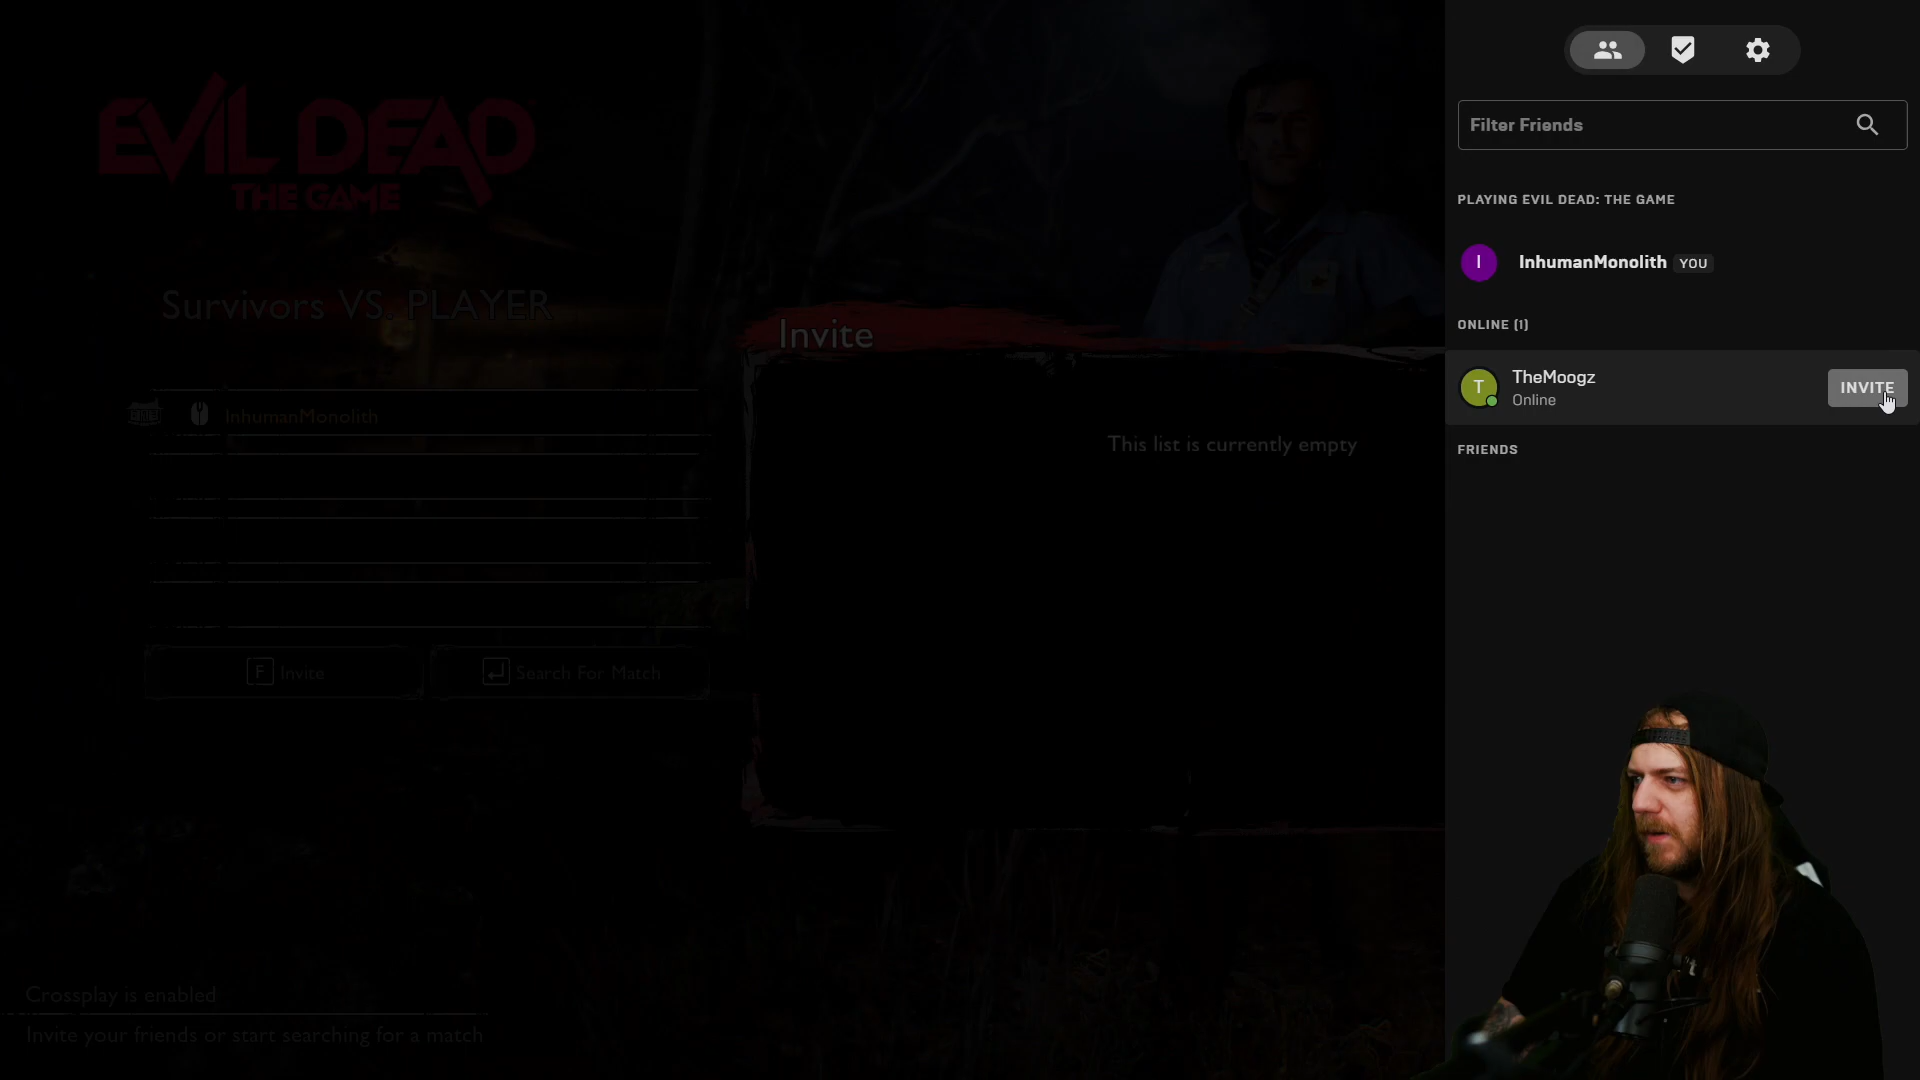 EVIL DEAD
THE GAME
Survivors VS. PLAYER
InhumanMonolith
F Invite
Search For Match
Crossplay is enabled
Invite your friends or start searching for a match
Invite
This list is currently empty
Filter Friends
PLAYING EVIL DEAD: THE GAME
I
InhumanMonolith YOU
ONLINE (1)
T
TheMoogz
Online
INVITE
FRIENDS